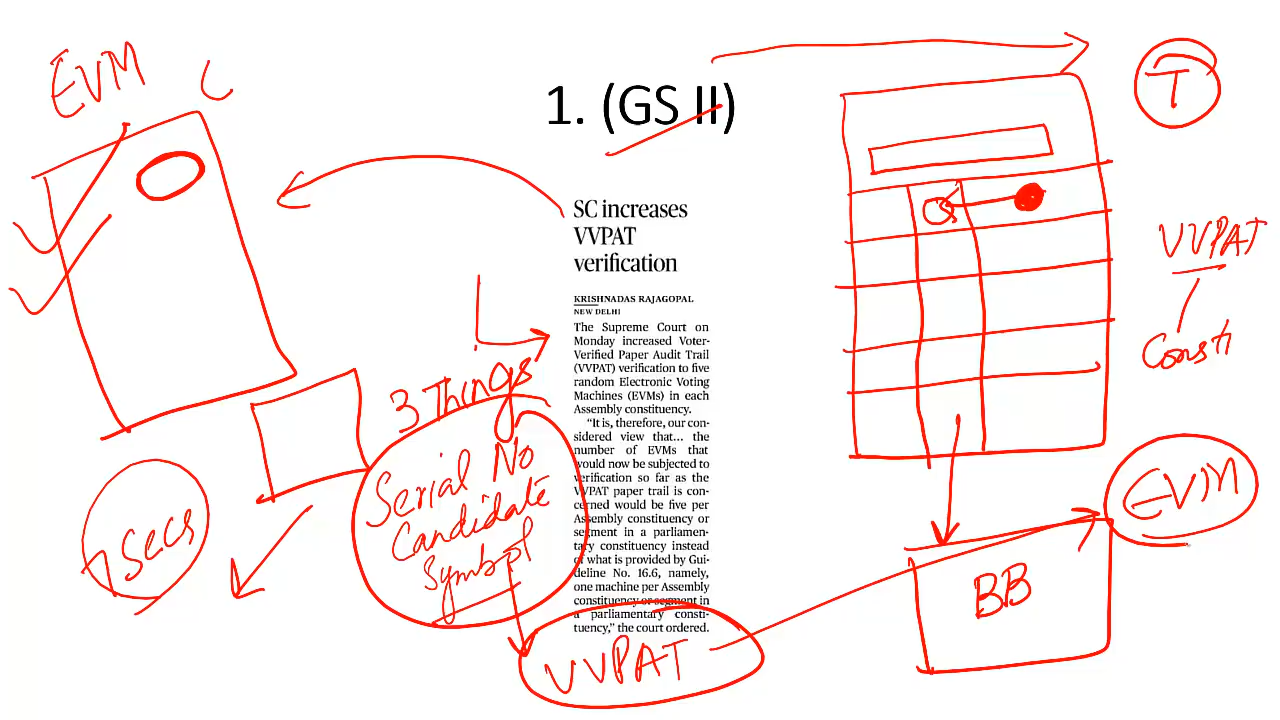 EVM
C
1. (GS II)
T
SC increases
VVPAT
verification
KRISHNADAS RAJAGOPAL
NEW DELHI
The Supreme Court on
Monday increased Voter-
Verified Paper Audit Trail
(VVPAT) verification to five
random Electronic Voting
Machines (EVMs) in each
Assembly constituency.
“It is, therefore, our con-
sidered view that... the
number of EVMs that
would now be subjected to
verification so far as the
VVPAT paper trail is con-
cerned would be five per
Assembly constituency or
segment in a parliamen-
tary constituency instead
of what is provided by Gui-
deline No. 16.6, namely,
one machine per Assembly
constituency or segment in
a parliamentary consti-
tuency,” the court ordered.
3 Things
Serial No
Candidate
Symbol
7 Secs
VVPAT
VVPAT
Consti
EVM
BB